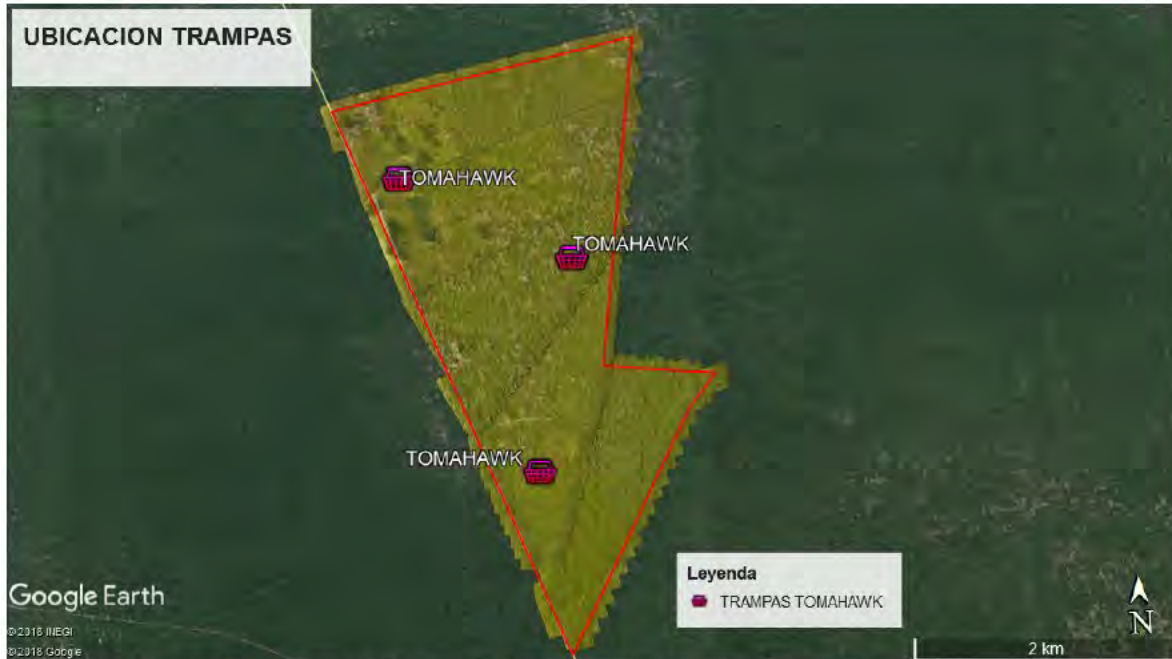 UBICACION TRAMPAS
TOMAHAWK
TOMAHAWK
TOMAHAWK
Leyenda
TRAMPAS TOMAHAWK
Google Earth
©2018 INEGI
©2018 Google
N
2 km